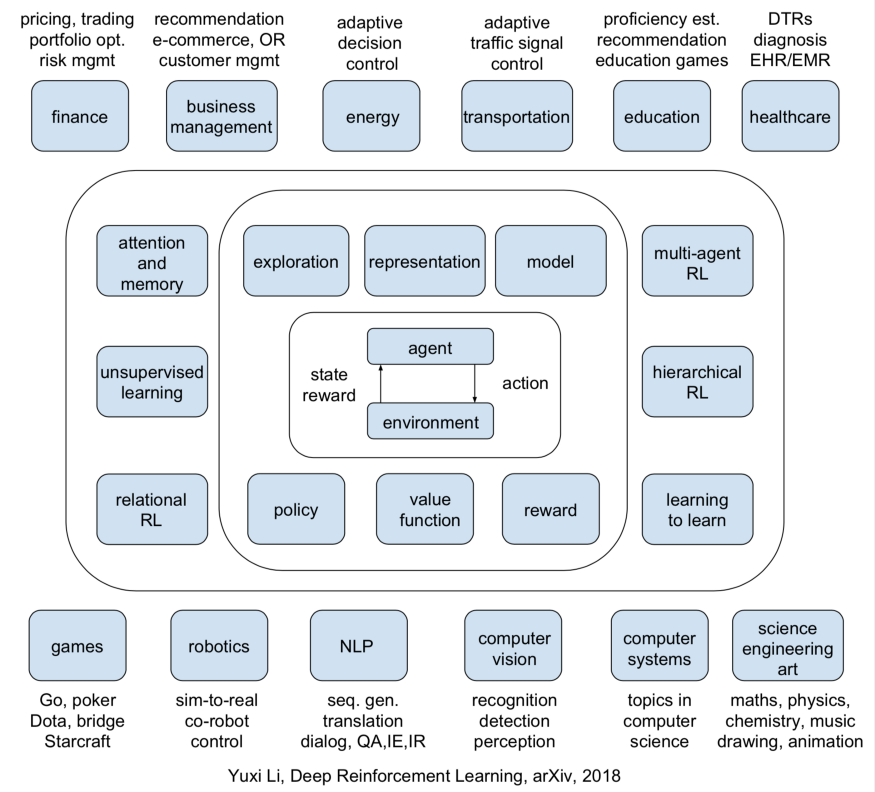 pricing, trading
portfolio opt.
risk mgmt
recommendation
e-commerce, OR
customer mgmt
adaptive
decision
control
adaptive
traffic signal
control
proficiency est.
recommendation
education games
DTRs
diagnosis
EHR/EMR
finance
business
management
energy
transportation
education
healthcare
attention
and
memory
exploration
representation
model
multi-agent
RL
unsupervised
learning
state
reward
agent
environment
action
hierarchical
RL
relational
RL
policy
value
function
reward
learning
to learn
games
robotics
NLP
computer
vision
computer
systems
science
engineering
art
Go, poker
Dota, bridge
Starcraft
sim-to-real
co-robot
control
seq. gen.
translation
dialog, QA,IE,IR
recognition
detection
perception
topics in
computer
science
maths, physics,
chemistry, music
drawing, animation
Yuxi Li, Deep Reinforcement Learning, arXiv, 2018